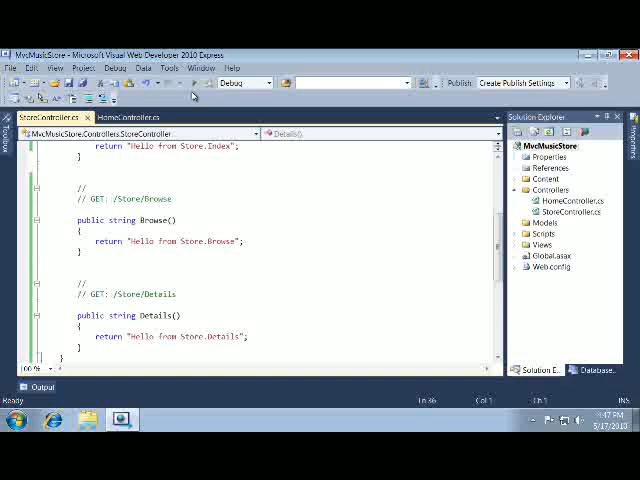 MvcMusicStore - Microsoft Visual Web Developer 2010 Express
File Edit View Project Debug Data Tools Window Help
Debug Publish: Create Publish Settings
StoreController.cs HomeController.cs
MvcMusicStore.Controllers.StoreController Details()
return "Hello from Store.Index";
}
//
// GET: /Store/Browse
public string Browse()
{
return "Hello from Store.Browse";
}
//
// GET: /Store/Details
public string Details()
{
return "Hello from Store.Details";
}
}
100 %
Output
Solution Explorer
MvcMusicStore
Properties
References
Content
Controllers
HomeController.cs
StoreController.cs
Models
Scripts
Views
Global.asax
Web.config
Solution E... Database...
Toolbox
Properties
Ready Ln 36 Col 1 Ch 1 INS
4:47 PM
5/17/2010